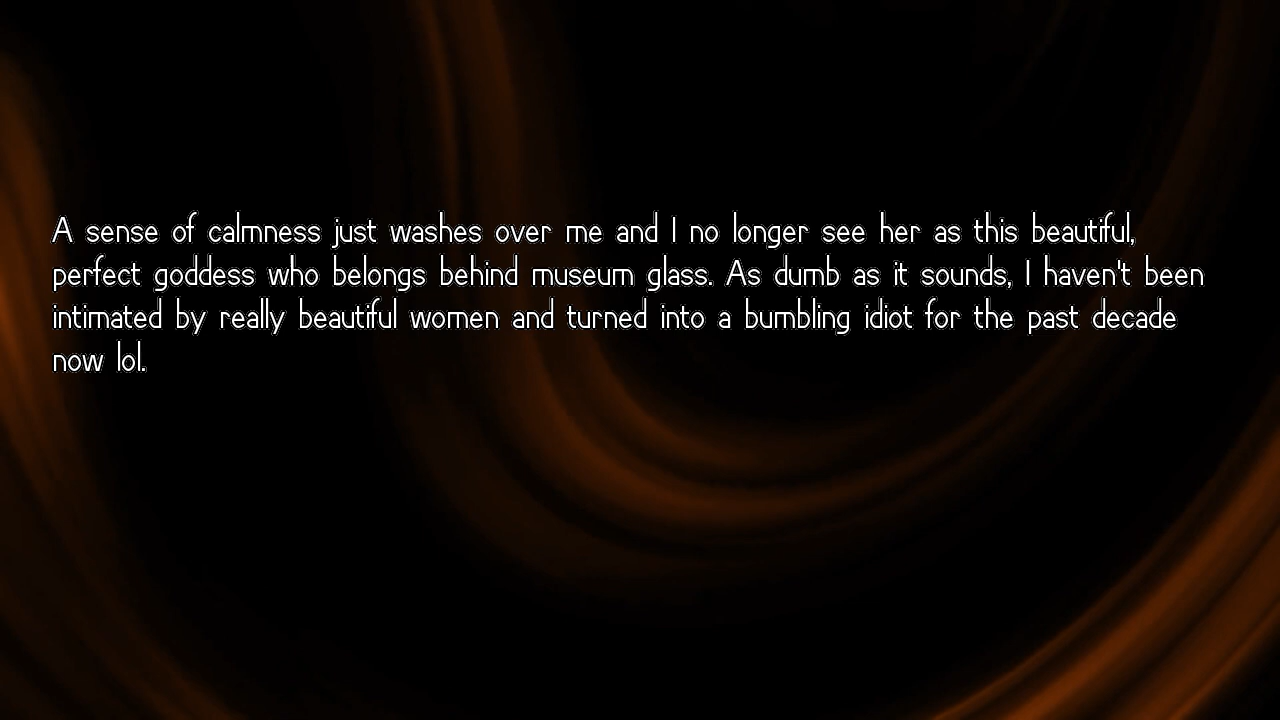 A sense of calmness just washes over me and I no longer see her as this beautiful,
perfect goddess who belongs behind museum glass. As dumb as it sounds, I haven't been
intimated by really beautiful women and turned into a bumbling idiot for the past decade
now lol.